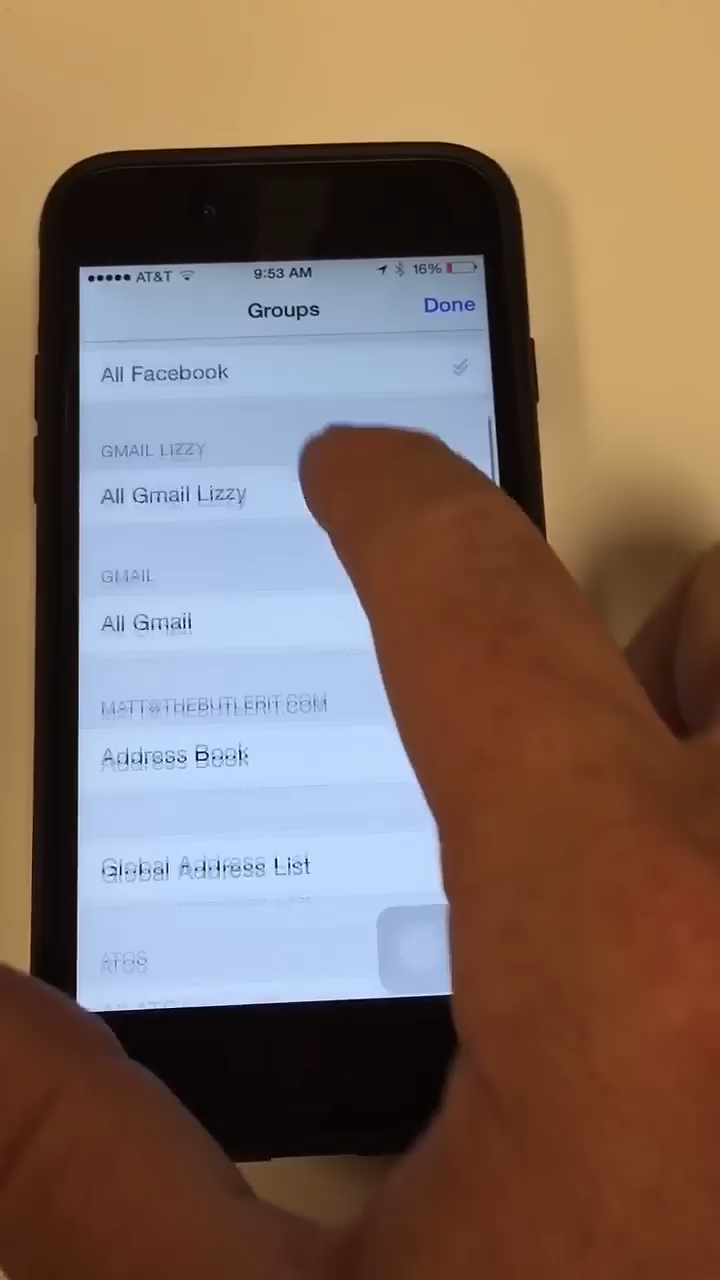 AT&T 9:53 AM 16%
Groups Done
All Facebook
GMAIL LIZZY
All Gmail Lizzy
GMAIL
All Gmail
MATT@THEBUTLERIT.COM
Address Book
Global Address List
ATOS